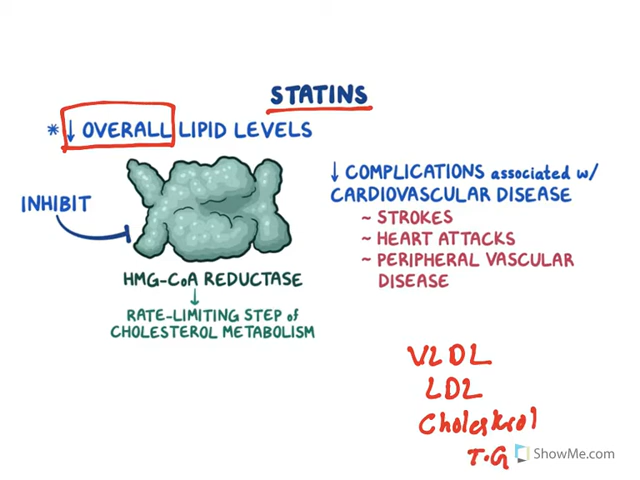 STATINS
* ↓ OVERALL LIPID LEVELS
INHIBIT
HMG-CoA REDUCTASE
↓
RATE-LIMITING STEP of
CHOLESTEROL METABOLISM
↓ COMPLICATIONS associated w/
CARDIOVASCULAR DISEASE
~ STROKES
~ HEART ATTACKS
~ PERIPHERAL VASCULAR
DISEASE
VLDL
LDL
Cholesterol
T.G
ShowMe.com